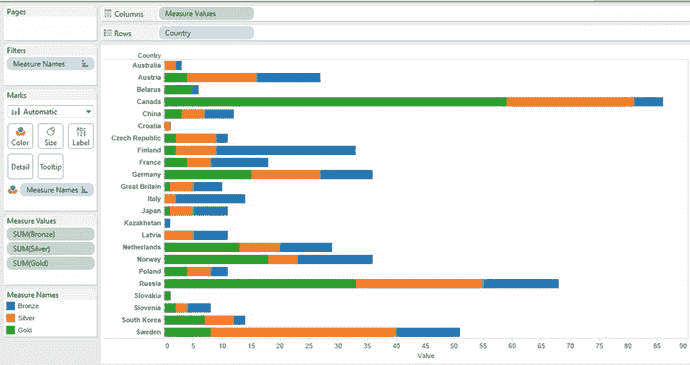 Pages
Columns
Measure Values
Rows
Country
Filters
Measure Names
Marks
Automatic
Color
Size
Abc
123
Label
Detail
Tooltip
Measure Names
Measure Values
SUM(Bronze)
SUM(Silver)
SUM(Gold)
Measure Names
Bronze
Silver
Gold
Country
Australia
Austria
Belarus
Canada
China
Croatia
Czech Republic
Finland
France
Germany
Great Britain
Italy
Japan
Kazakhstan
Latvia
Netherlands
Norway
Poland
Russia
Slovakia
Slovenia
South Korea
Sweden
0 5 10 15 20 25 30 35 40 45 50 55 60 65 70 75 80 85 90
Value